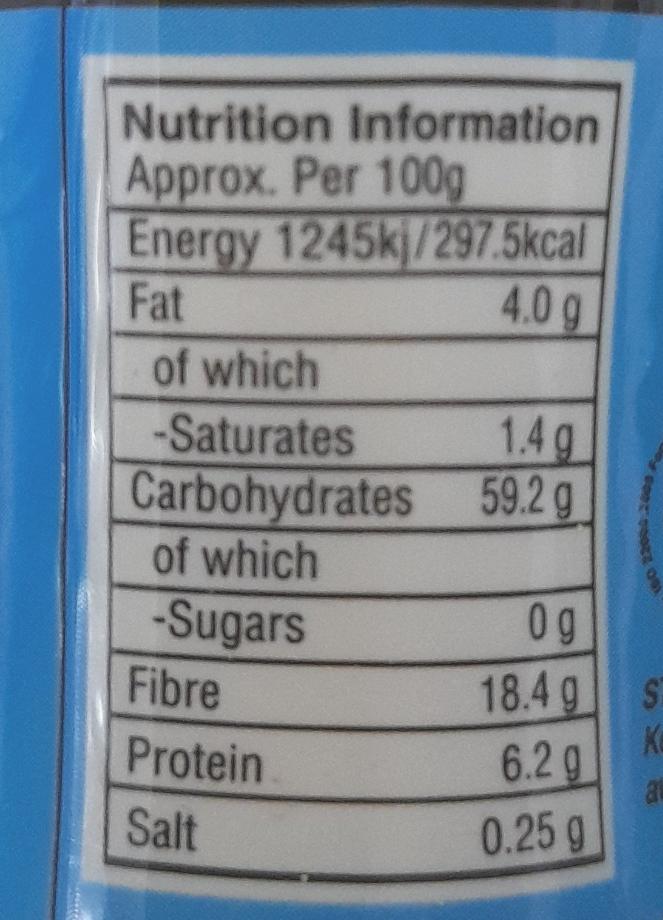 Nutrition Information
Approx. Per 100g
Energy 1245kj/297.5kcal
Fat 4.0 g
of which
-Saturates 1.4 g
Carbohydrates 59.2 g
of which
-Sugars 0 g
Fibre 18.4 g
Protein 6.2 g
Salt 0.25 g